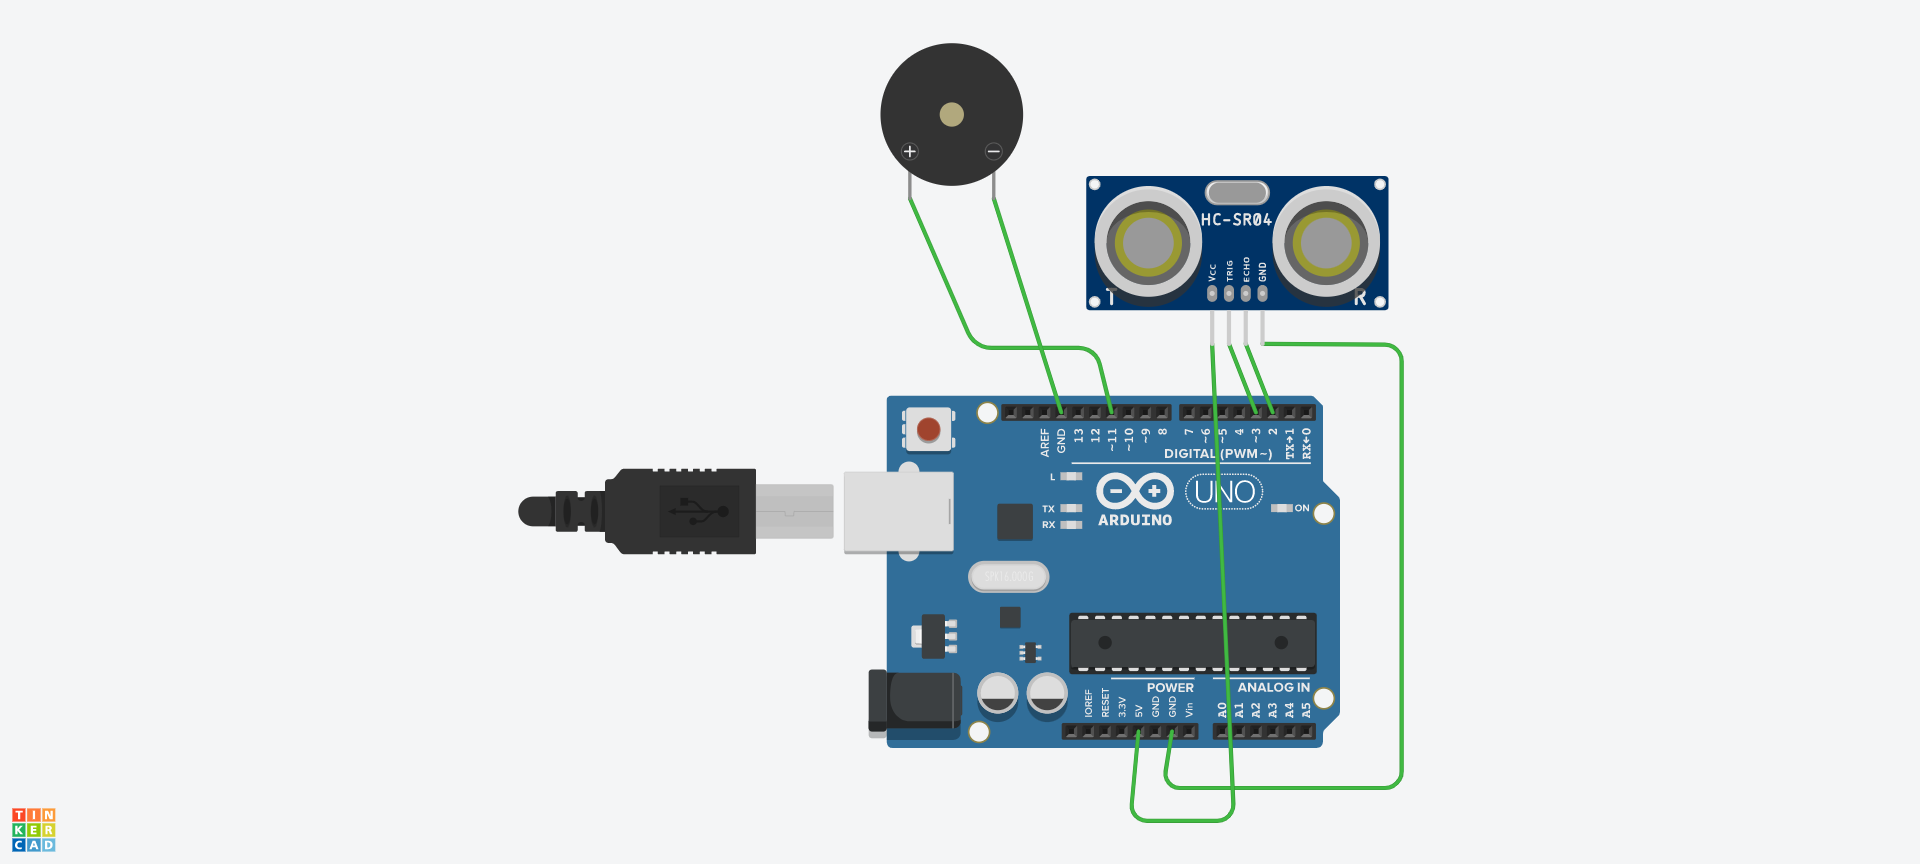 + −
HC-SR04
Vcc TRIG ECHO GND
T R
AREF GND 13 12 ~11 ~10 ~9 8 7 ~6 ~5 4 ~3 2 TX→1 RX←0
DIGITAL (PWM~)
L
TX
RX
ARDUINO
UNO
ON
SPK16.000G
POWER
ANALOG IN
IOREF RESET 3.3V 5V GND GND Vin A0 A1 A2 A3 A4 A5
TIN
KER
CAD